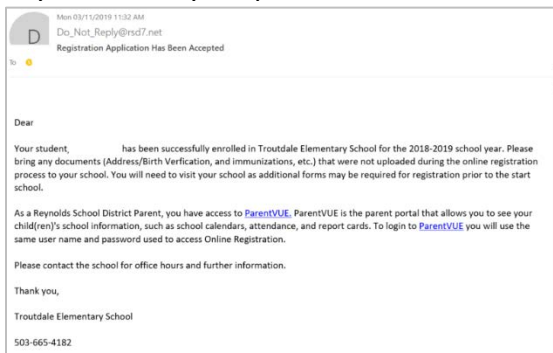 Mon 03/11/2019 11:32 AM
D
Do_Not_Reply@rsd7.net
Registration Application Has Been Accepted
To
Dear
Your student, has been successfully enrolled in Troutdale Elementary School for the 2018-2019 school year. Please
bring any documents (Address/Birth Verfication, and immunizations, etc.) that were not uploaded during the online registration
process to your school. You will need to visit your school as additional forms may be required for registration prior to the start
school.
As a Reynolds School District Parent, you have access to ParentVUE. ParentVUE is the parent portal that allows you to see your
child(ren)'s school information, such as school calendars, attendance, and report cards. To login to ParentVUE you will use the
same user name and password used to access Online Registration.
Please contact the school for office hours and further information.
Thank you,
Troutdale Elementary School
503-665-4182